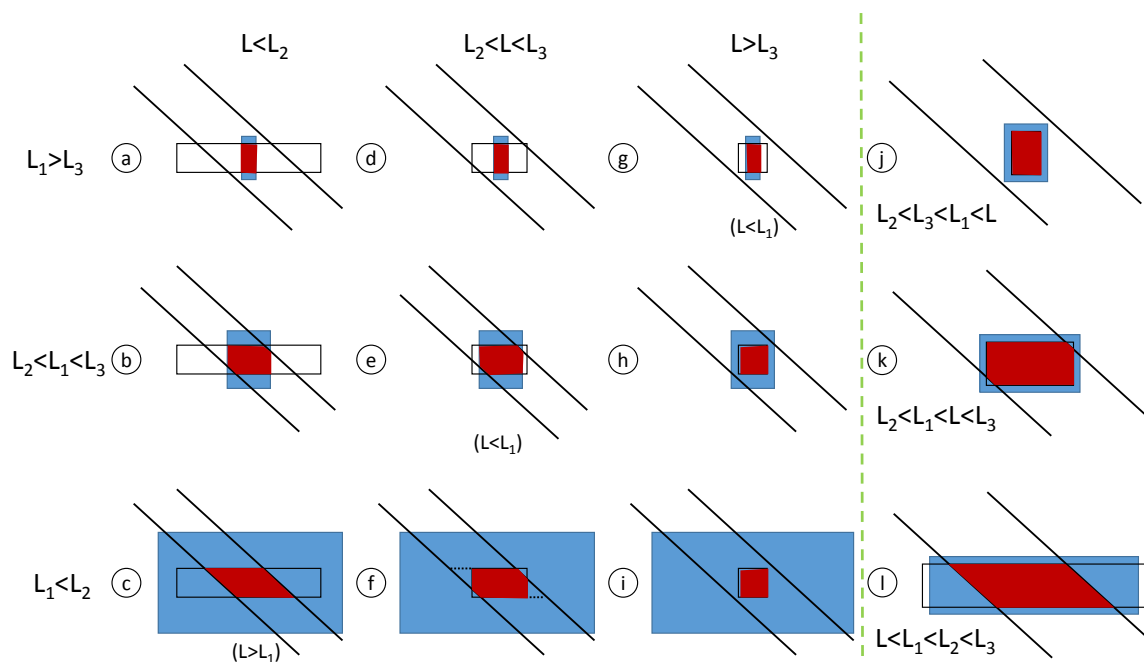 L<L₂
L₂<L<L₃
L>L₃
L₁>L₃
a
d
g
j
(L<L₁)
L₂<L₃<L₁<L
L₂<L₁<L₃
b
e
h
k
(L<L₁)
L₂<L₁<L<L₃
L₁<L₂
c
f
i
l
(L>L₁)
L<L₁<L₂<L₃